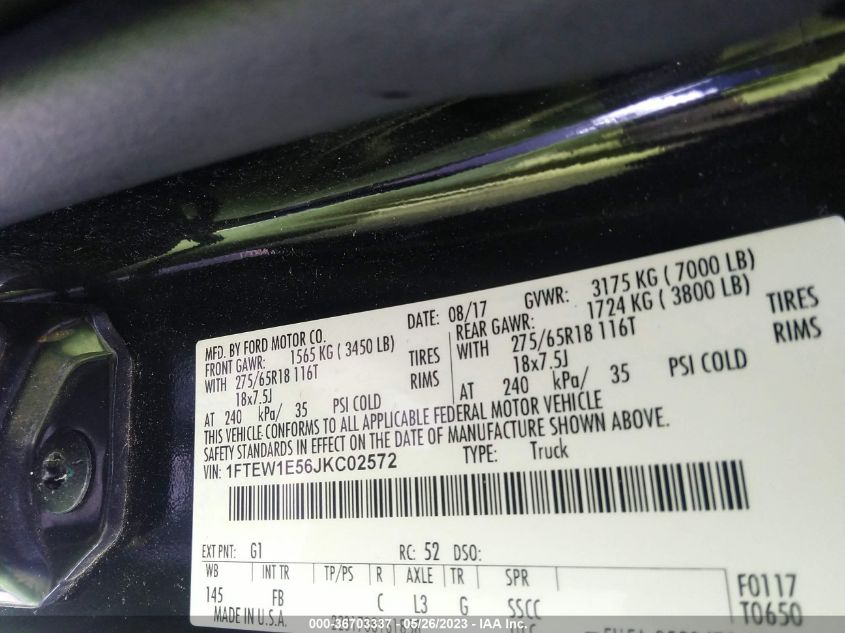 MFD. BY FORD MOTOR CO. DATE: 08/17 GVWR: 3175 KG ( 7000 LB)
FRONT GAWR: 1565 KG ( 3450 LB) REAR GAWR: 1724 KG ( 3800 LB)
WITH 275/65R18 116T TIRES WITH 275/65R18 116T TIRES
18x7.5J RIMS 18x7.5J RIMS
AT 240 kPa/ 35 PSI COLD AT 240 kPa/ 35 PSI COLD
THIS VEHICLE CONFORMS TO ALL APPLICABLE FEDERAL MOTOR VEHICLE
SAFETY STANDARDS IN EFFECT ON THE DATE OF MANUFACTURE SHOWN ABOVE.
VIN: 1FTEW1E56JKC02572 TYPE: Truck
EXT PNT: G1 RC: 52 DSO:
WB INT TR TP/PS R AXLE TR SPR F0117
145 FB C L3 G SSCC T0650
MADE IN U.S.A.
000-36703337 - 05/26/2023 - IAA Inc.